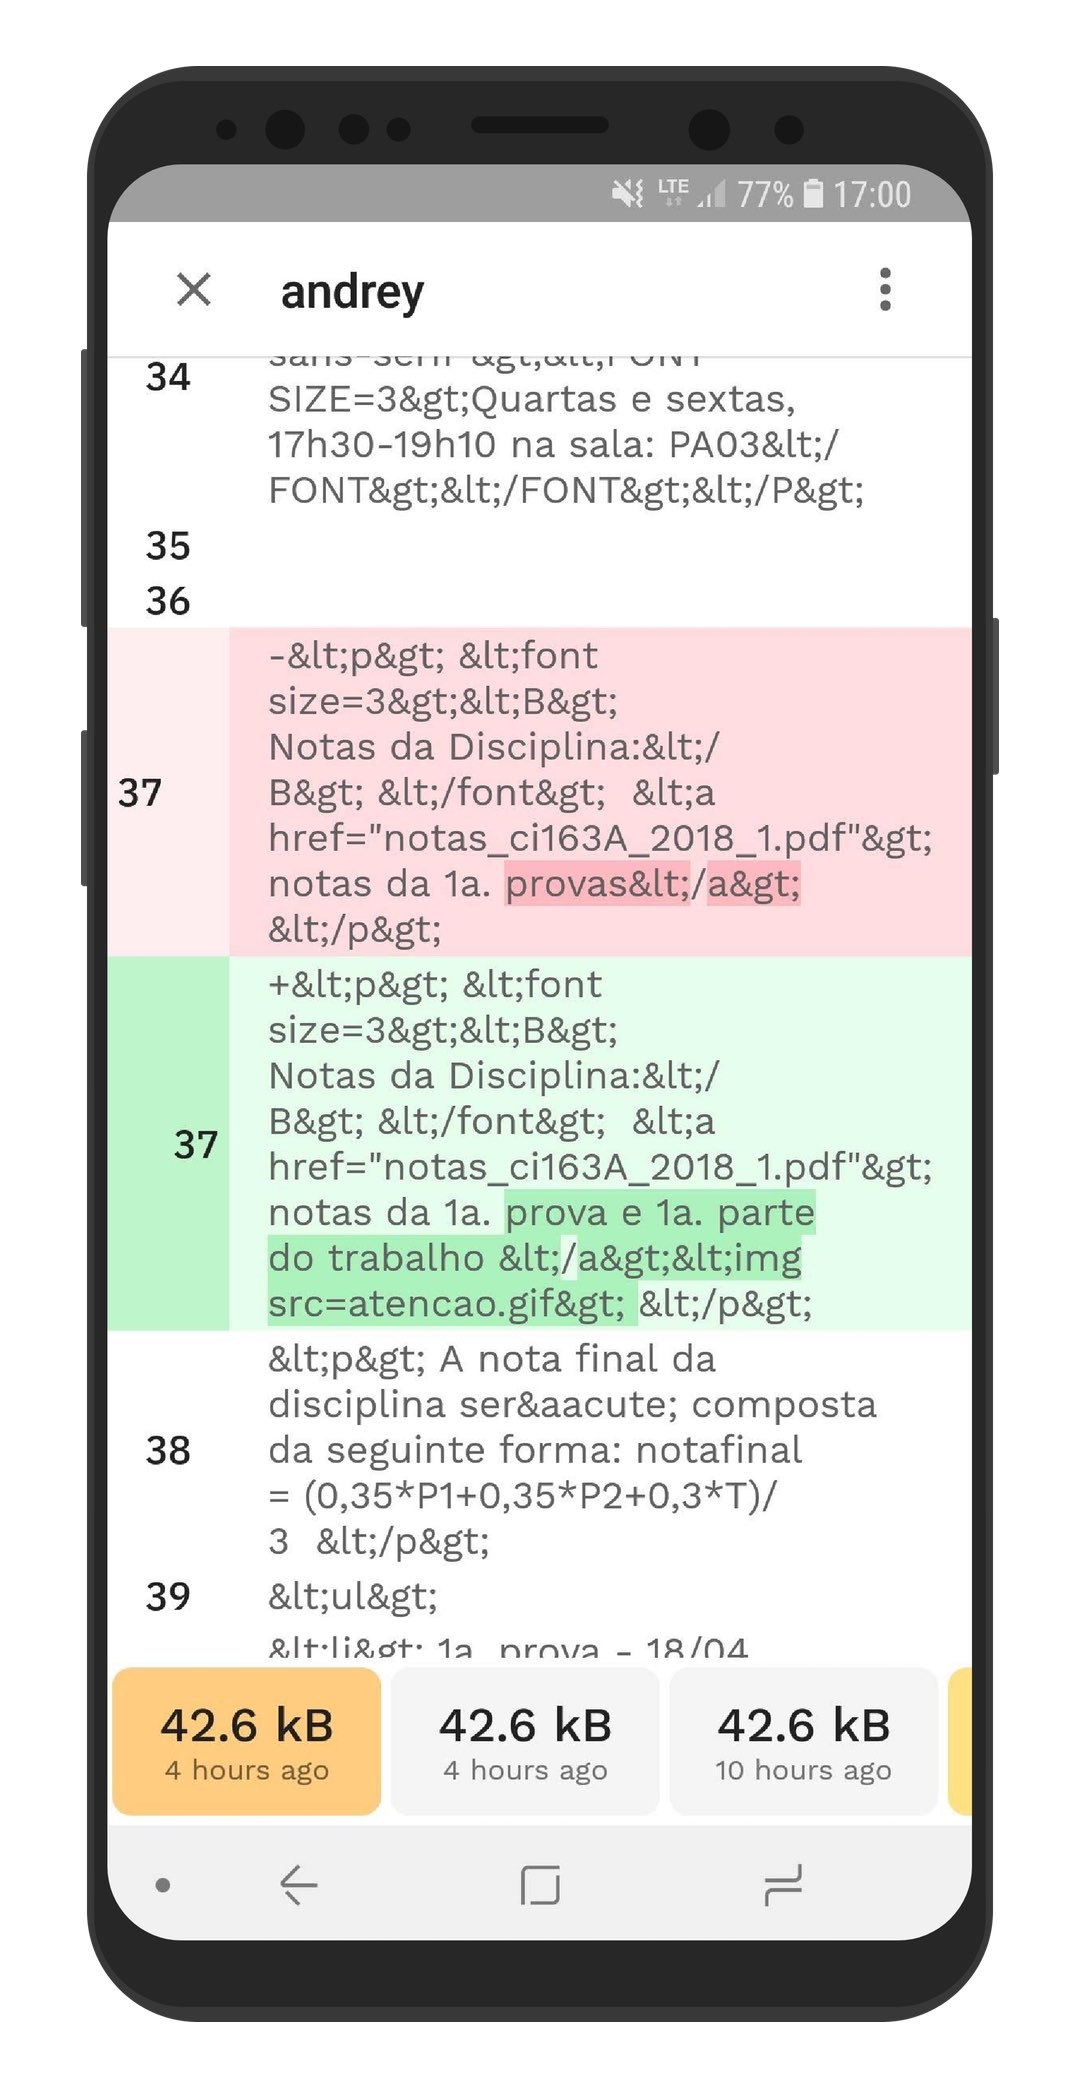 LTE 77% 17:00
andrey
34
SIZE=3&gt;Quartas e sextas,
17h30-19h10 na sala: PA03&lt;/
FONT&gt;&lt;/FONT&gt;&lt;/P&gt;
35
36
-&lt;p&gt; &lt;font
size=3&gt;&lt;B&gt;
Notas da Disciplina:&lt;/
37 B&gt; &lt;/font&gt;  &lt;a
href="notas_ci163A_2018_1.pdf"&gt;
notas da 1a. provas&lt;/a&gt;
&lt;/p&gt;
+&lt;p&gt; &lt;font
size=3&gt;&lt;B&gt;
Notas da Disciplina:&lt;/
37 B&gt; &lt;/font&gt;  &lt;a
href="notas_ci163A_2018_1.pdf"&gt;
notas da 1a. prova e 1a. parte
do trabalho &lt;/a&gt;&lt;img
src=atencao.gif&gt; &lt;/p&gt;
&lt;p&gt; A nota final da
disciplina ser&aacute; composta
38 da seguinte forma: notafinal
= (0,35*P1+0,35*P2+0,3*T)/
3  &lt;/p&gt;
39 &lt;ul&gt;
&lt;li&gt; 1a. prova - 18/04
42.6 kB 42.6 kB 42.6 kB
4 hours ago 4 hours ago 10 hours ago